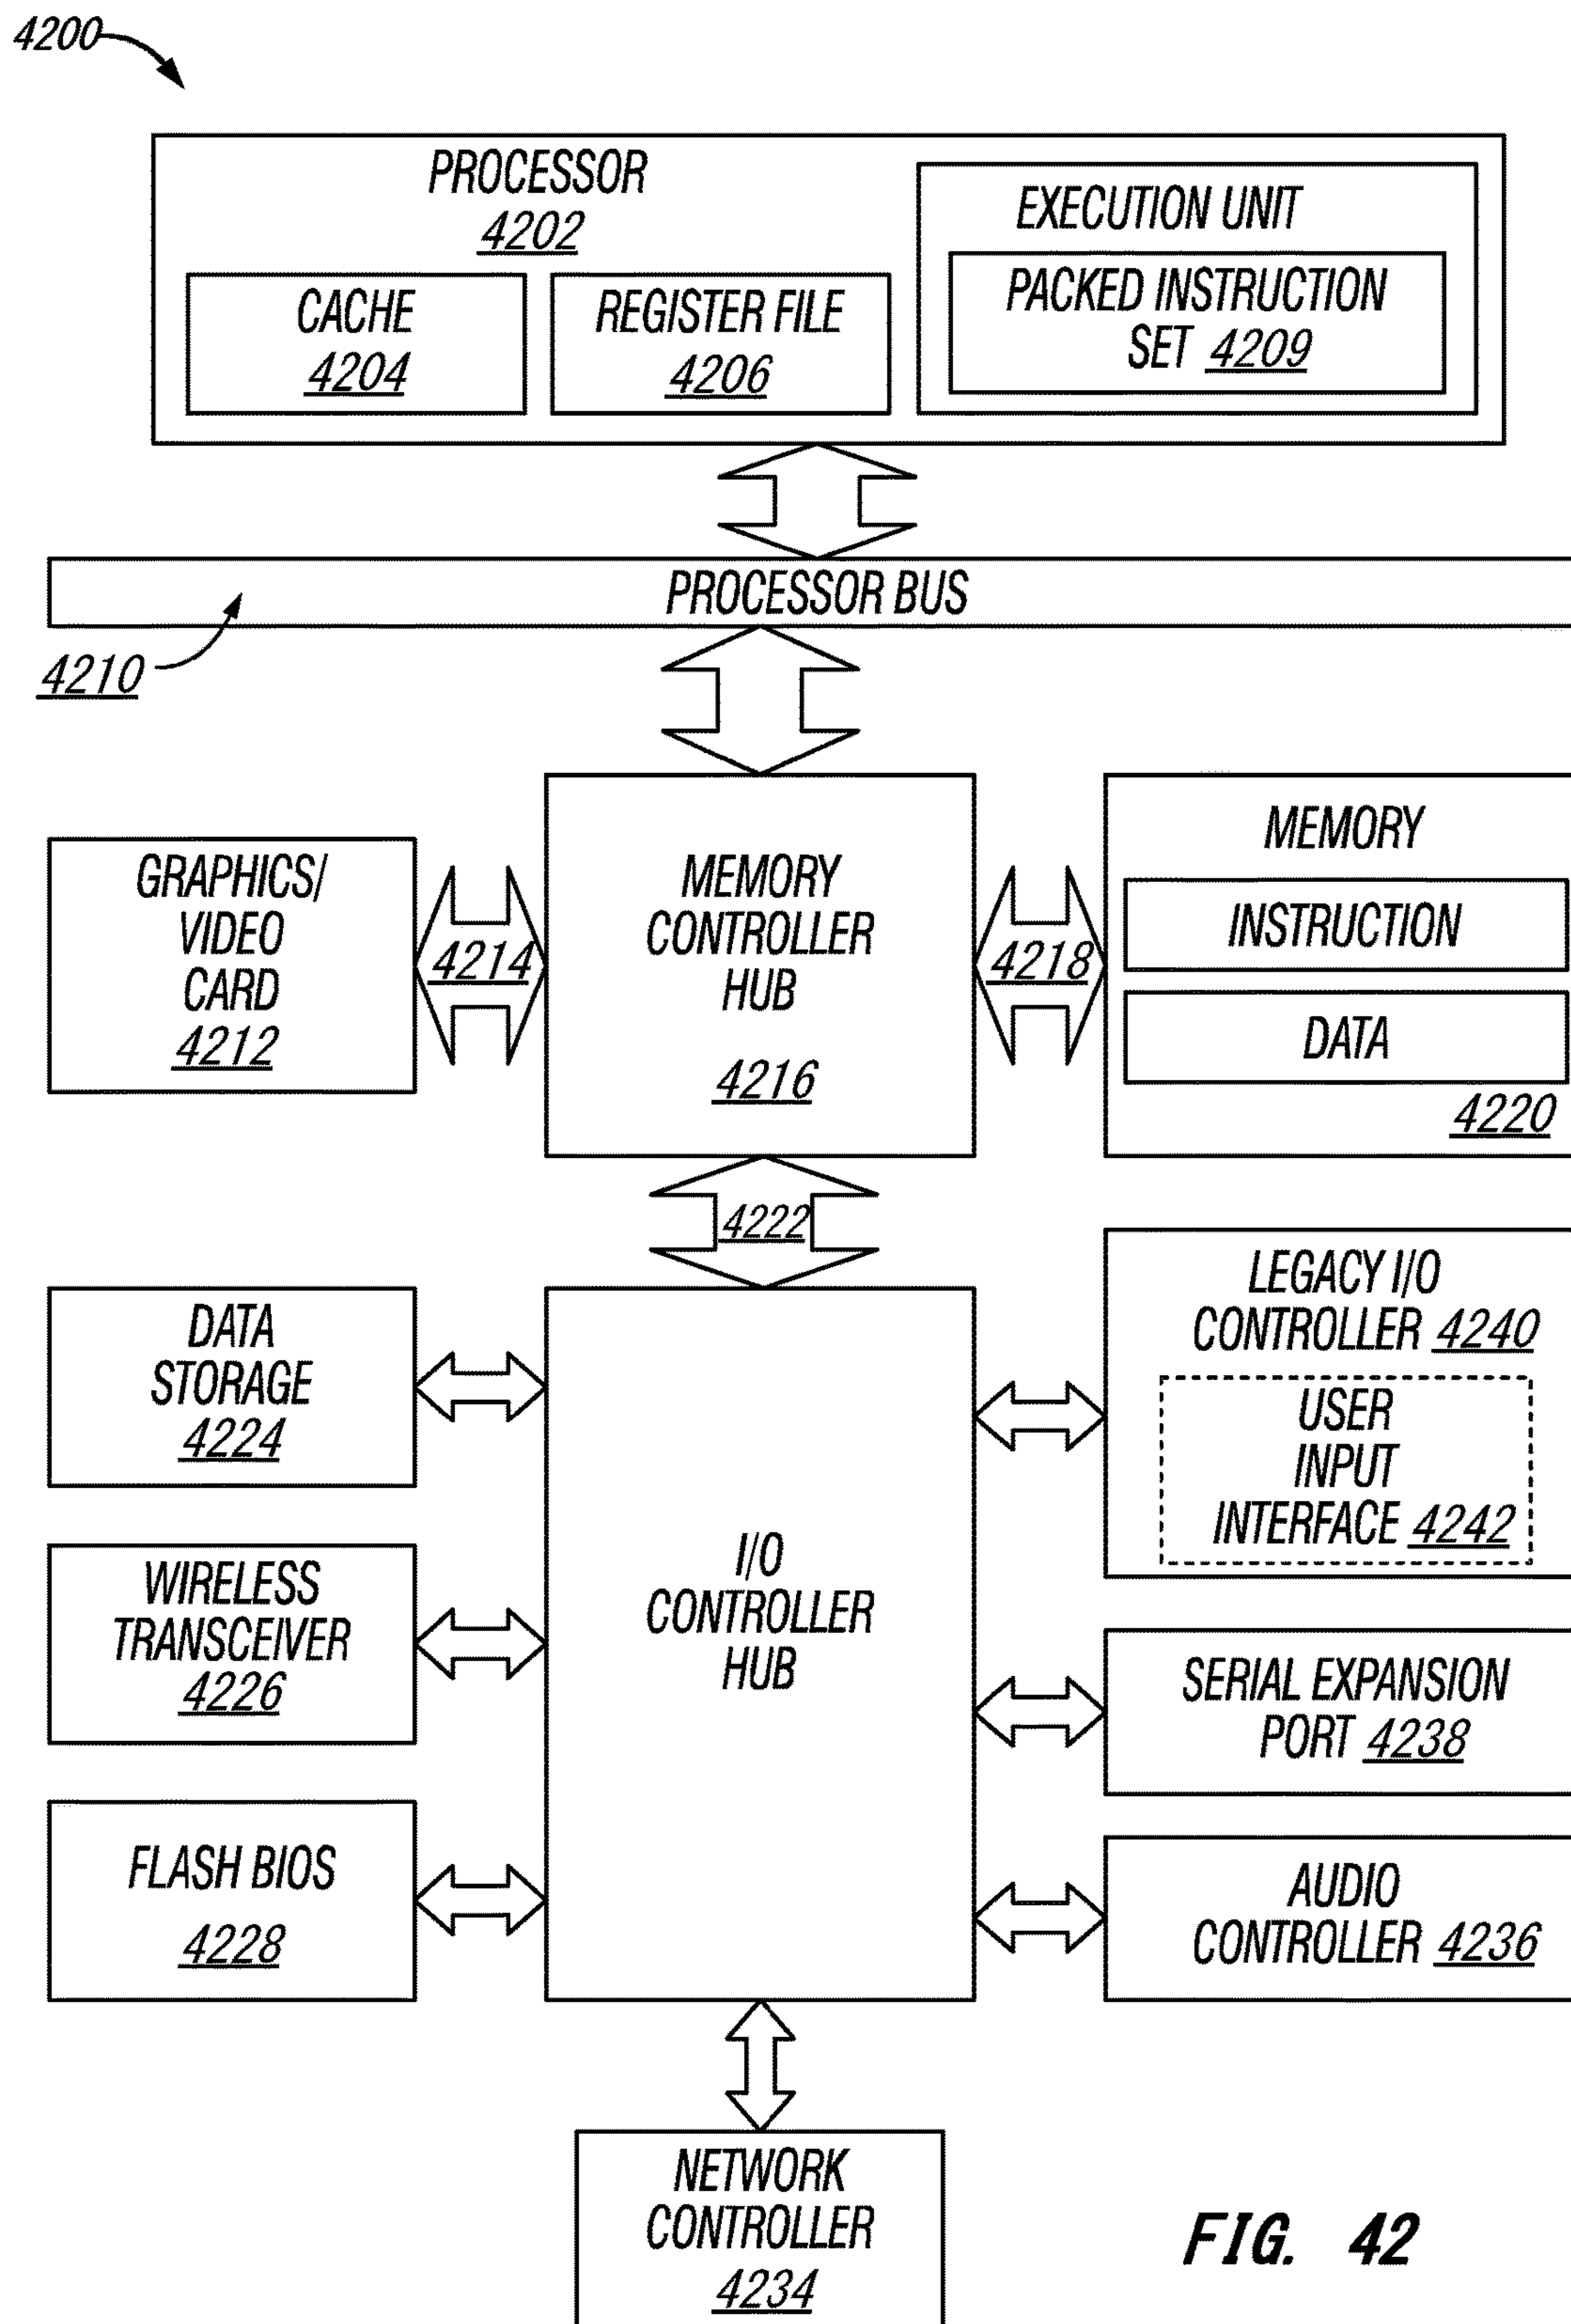 4200
PROCESSOR
4202
CACHE
4204
REGISTER FILE
4206
EXECUTION UNIT
PACKED INSTRUCTION
SET 4209
PROCESSOR BUS
4210
GRAPHICS/
VIDEO
CARD
4212
4214
MEMORY
CONTROLLER
HUB
4216
4218
MEMORY
INSTRUCTION
DATA
4220
4222
DATA
STORAGE
4224
WIRELESS
TRANSCEIVER
4226
FLASH BIOS
4228
I/O
CONTROLLER
HUB
LEGACY I/O
CONTROLLER 4240
USER
INPUT
INTERFACE 4242
SERIAL EXPANSION
PORT 4238
AUDIO
CONTROLLER 4236
NETWORK
CONTROLLER
4234
FIG. 42